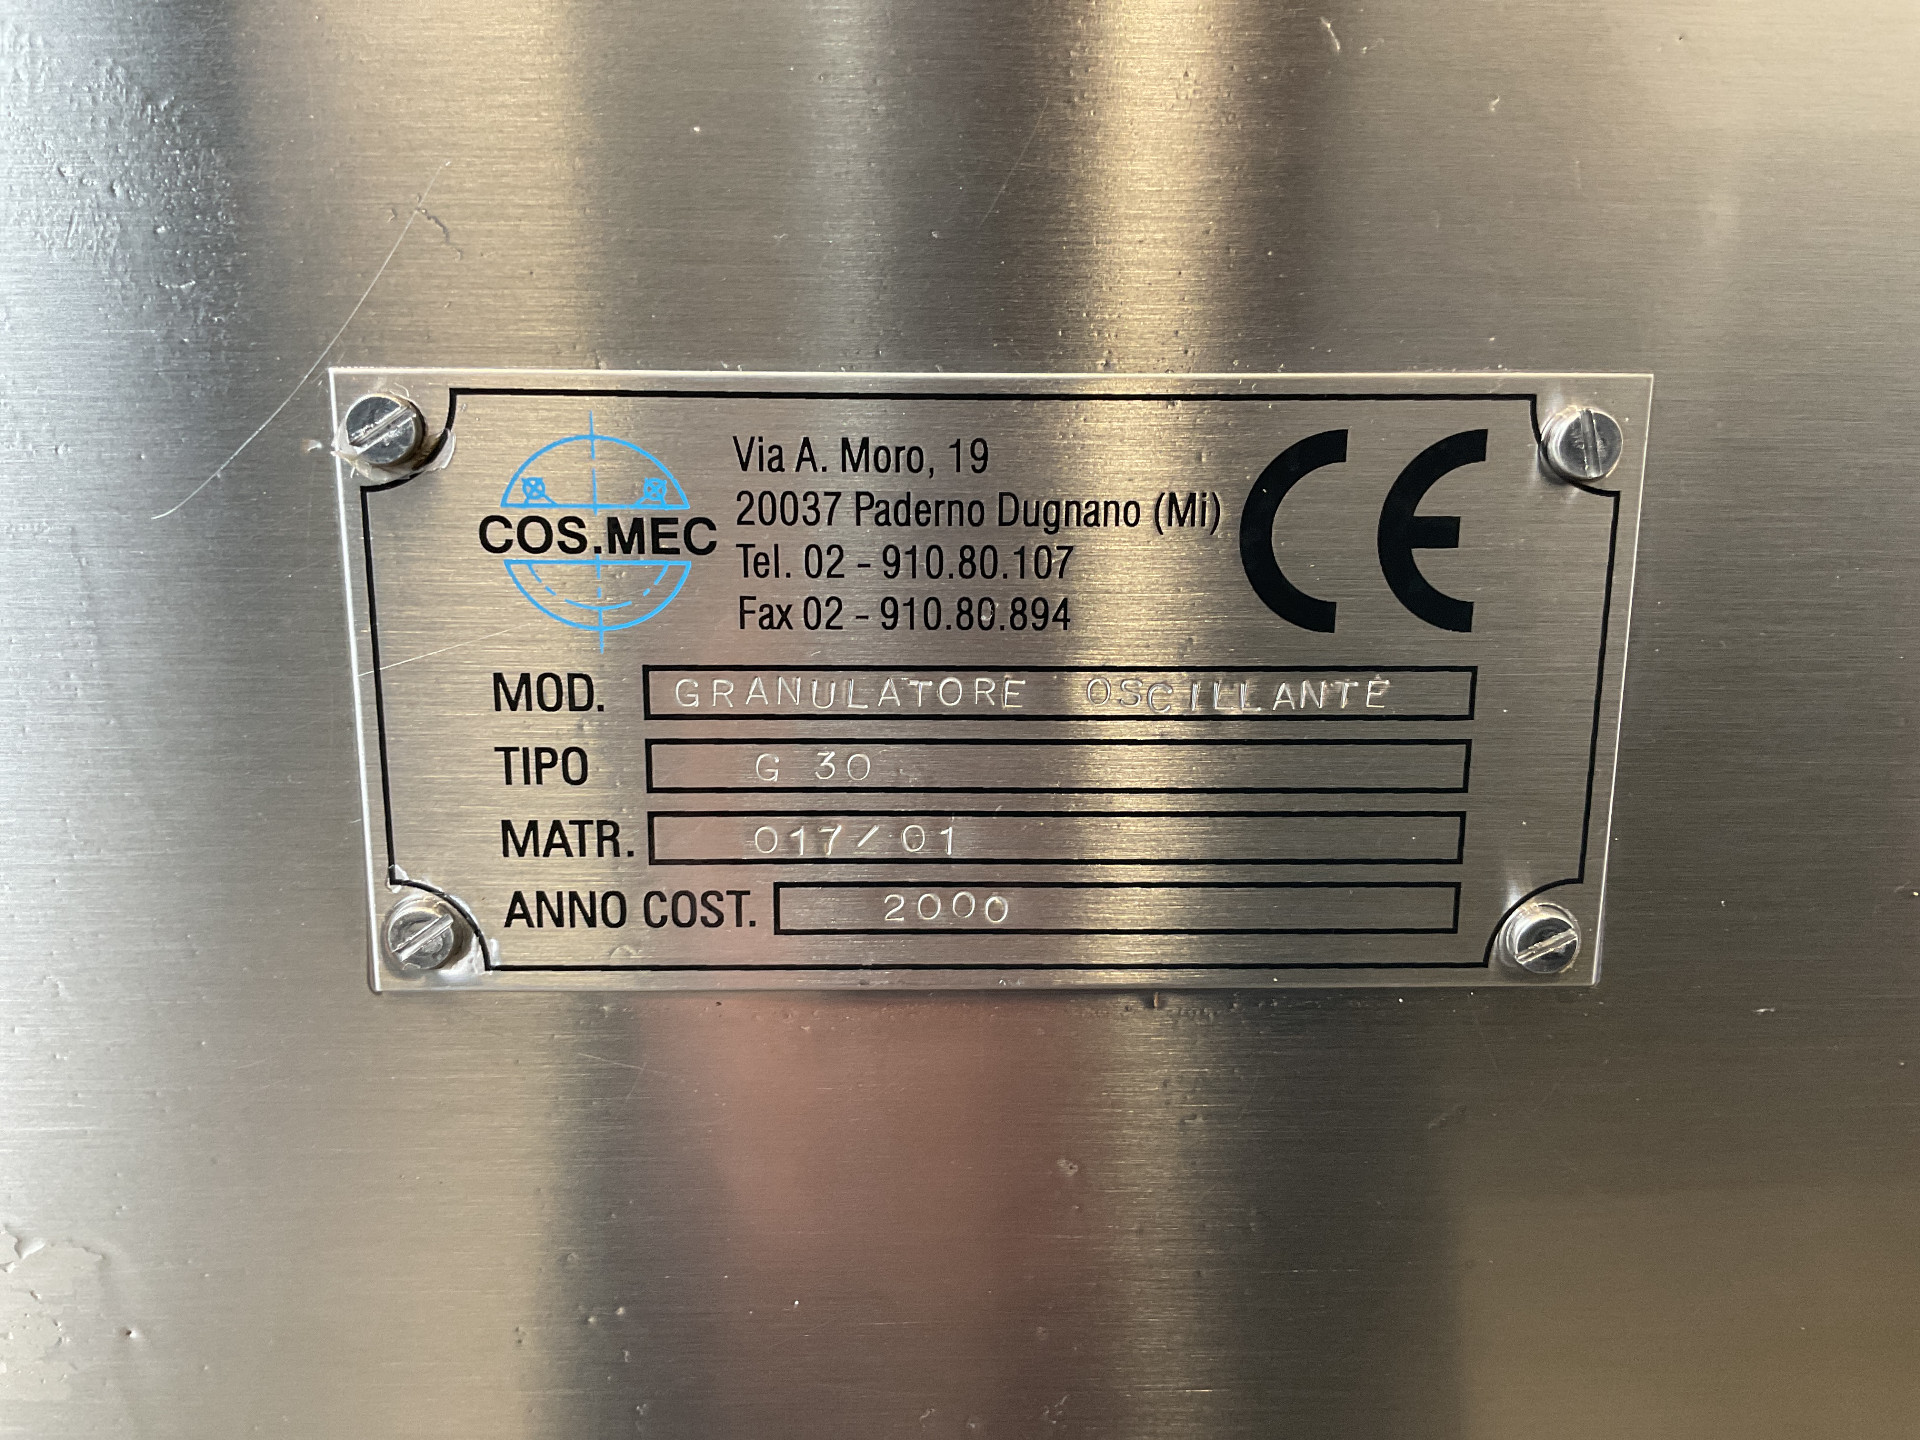 COS.MEC
Via A. Moro, 19
20037 Paderno Dugnano (Mi)
Tel. 02 - 910.80.107
Fax 02 - 910.80.894
CE
MOD. GRANULATORE OSCILLANTE
TIPO G 30
MATR. 017/01
ANNO COST. 2000